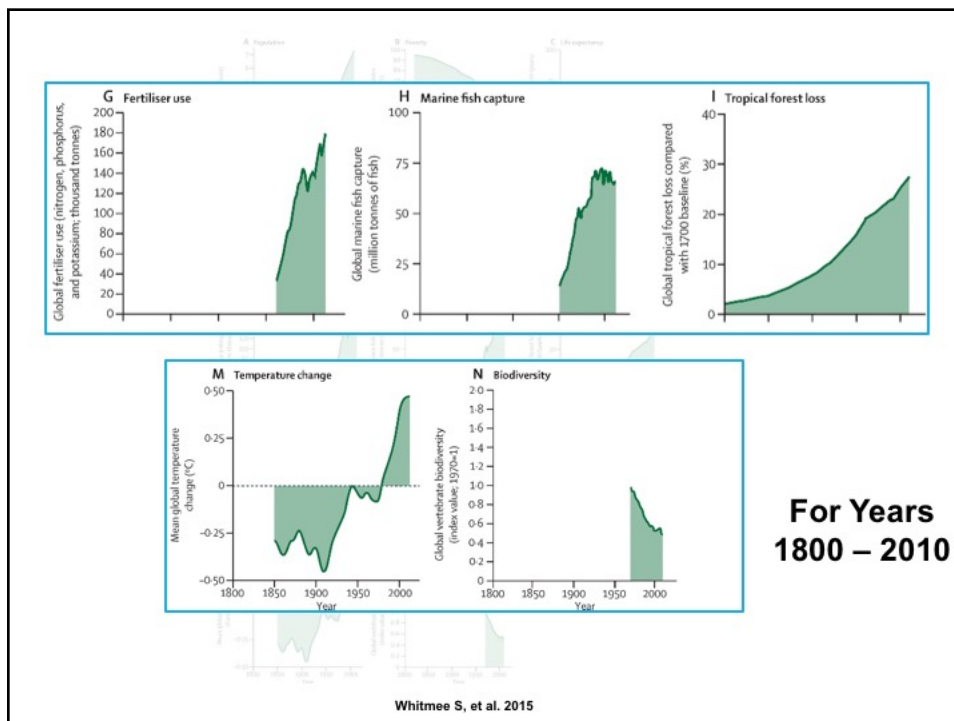 A Population
B Poverty
C Life expectancy
G Fertiliser use
200
180
160
140
120
100
80
60
40
20
0
Global fertiliser use (nitrogen, phosphorus,
and potassium; thousand tonnes)
H Marine fish capture
100
75
50
25
0
Global marine fish capture
(million tonnes of fish)
I Tropical forest loss
40
30
20
10
0
Global tropical forest loss compared
with 1700 baseline (%)
M Temperature change
0·50
0·25
0
-0·25
-0·50
Mean global temperature
change (°C)
1800
1850
1900
1950
2000
Year
N Biodiversity
2·0
1·8
1·6
1·4
1·2
1·0
0·8
0·6
0·4
0·2
0
Global vertebrate biodiversity
(index value; 1970=1)
1800
1850
1900
1950
2000
Year
For Years
1800 – 2010
Whitmee S, et al. 2015